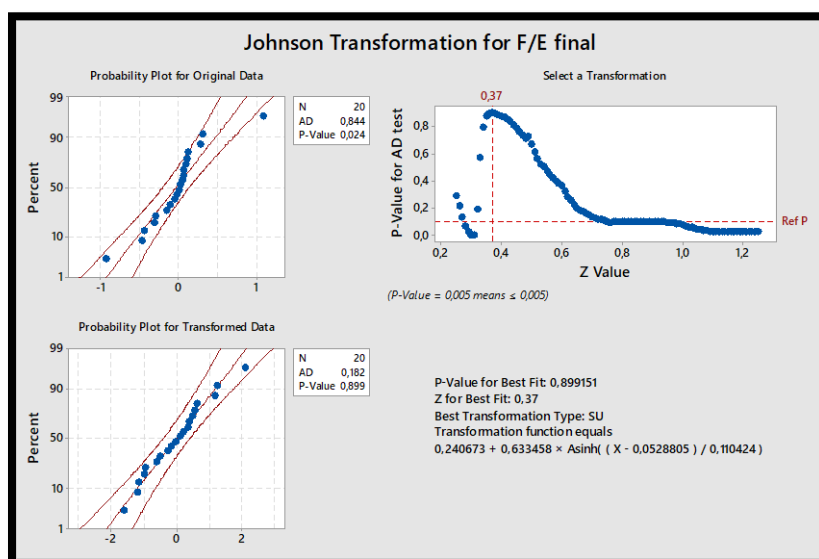 Johnson Transformation for F/E final
Probability Plot for Original Data
99
90
50
10
1
Percent
-1
0
1
N 20
AD 0,844
P-Value 0,024
Select a Transformation
0,37
0,8
0,6
0,4
0,2
0,0
P-Value for AD test
Ref P
0,2
0,4
0,6
0,8
1,0
1,2
Z Value
(P-Value = 0,005 means ≤ 0,005)
Probability Plot for Transformed Data
99
90
50
10
1
Percent
-2
0
2
N 20
AD 0,182
P-Value 0,899
P-Value for Best Fit: 0,899151
Z for Best Fit: 0,37
Best Transformation Type: SU
Transformation function equals
0,240673 + 0,633458 × Asinh( ( X - 0,0528805 ) / 0,110424 )